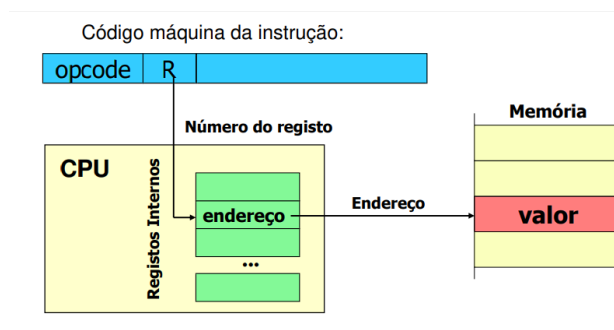 Código máquina da instrução:
opcode R
Número do registo
Memória
CPU
Registos Internos
endereço
Endereço
valor
...